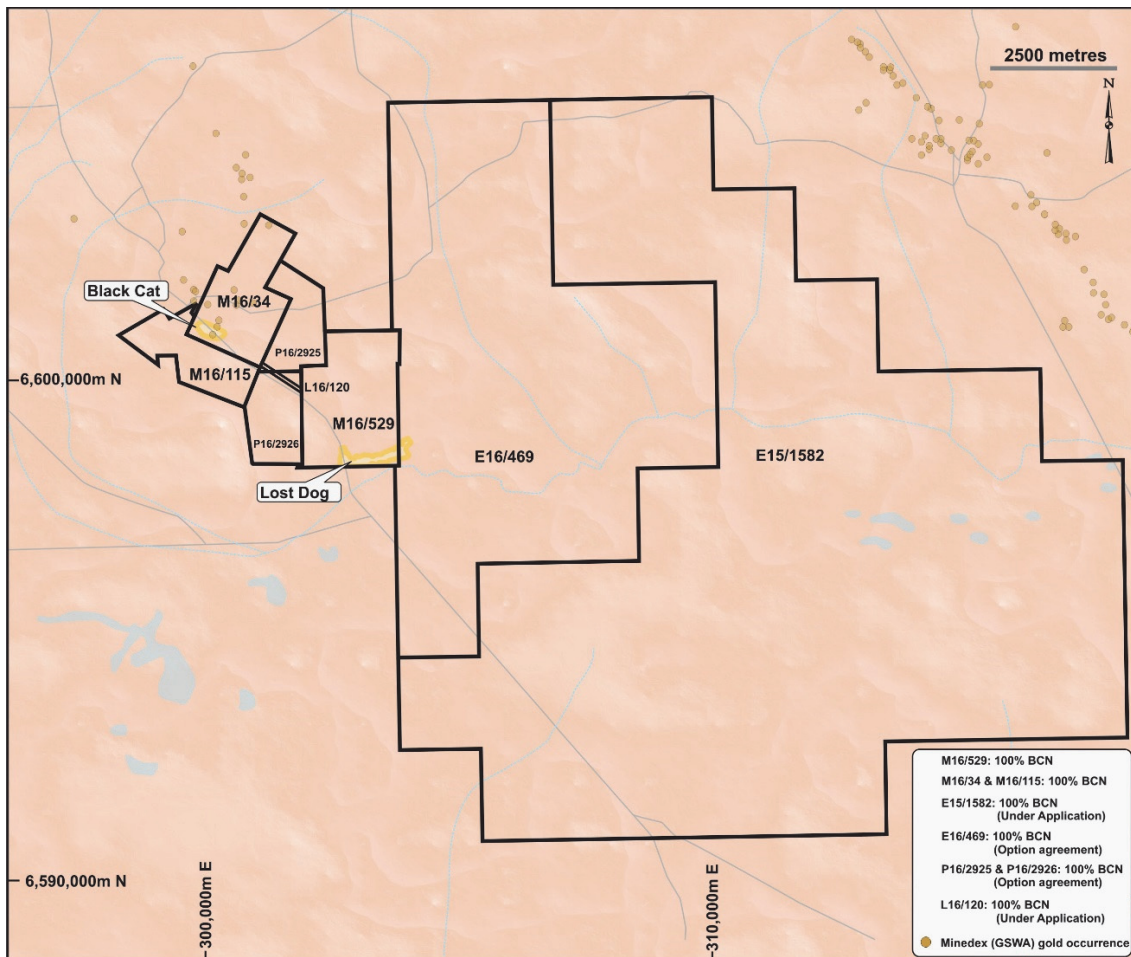 2500 metres
N
Black Cat
M16/34
P16/2925
6,600,000m N
M16/115
L16/120
M16/529
P16/2926
E16/469
E15/1582
Lost Dog
6,590,000m N
300,000m E
310,000m E
M16/529: 100% BCN
M16/34 & M16/115: 100% BCN
E15/1582: 100% BCN
(Under Application)
E16/469: 100% BCN
(Option agreement)
P16/2925 & P16/2926: 100% BCN
(Option agreement)
L16/120: 100% BCN
(Under Application)
Minedex (GSWA) gold occurrence